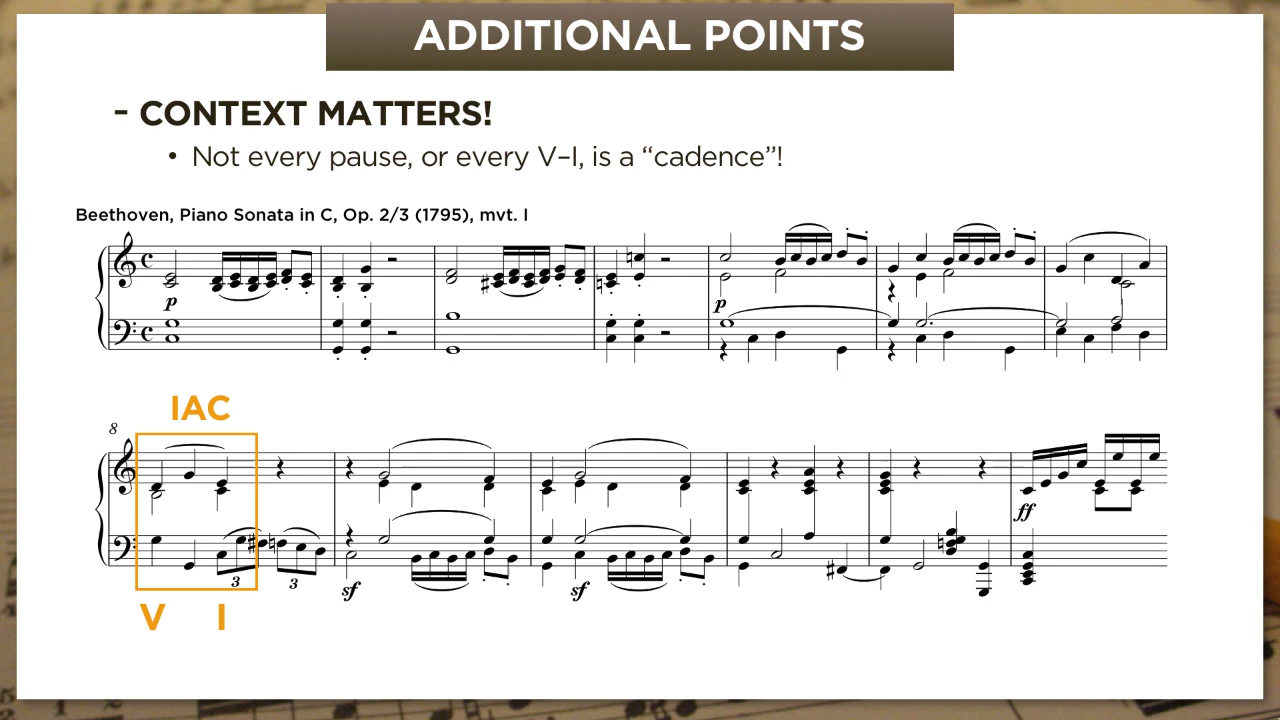 ADDITIONAL POINTS
- CONTEXT MATTERS!
• Not every pause, or every V–I, is a “cadence”!
Beethoven, Piano Sonata in C, Op. 2/3 (1795), mvt. I
p
p
IAC
8
3
3
sf
sf
ff
V I